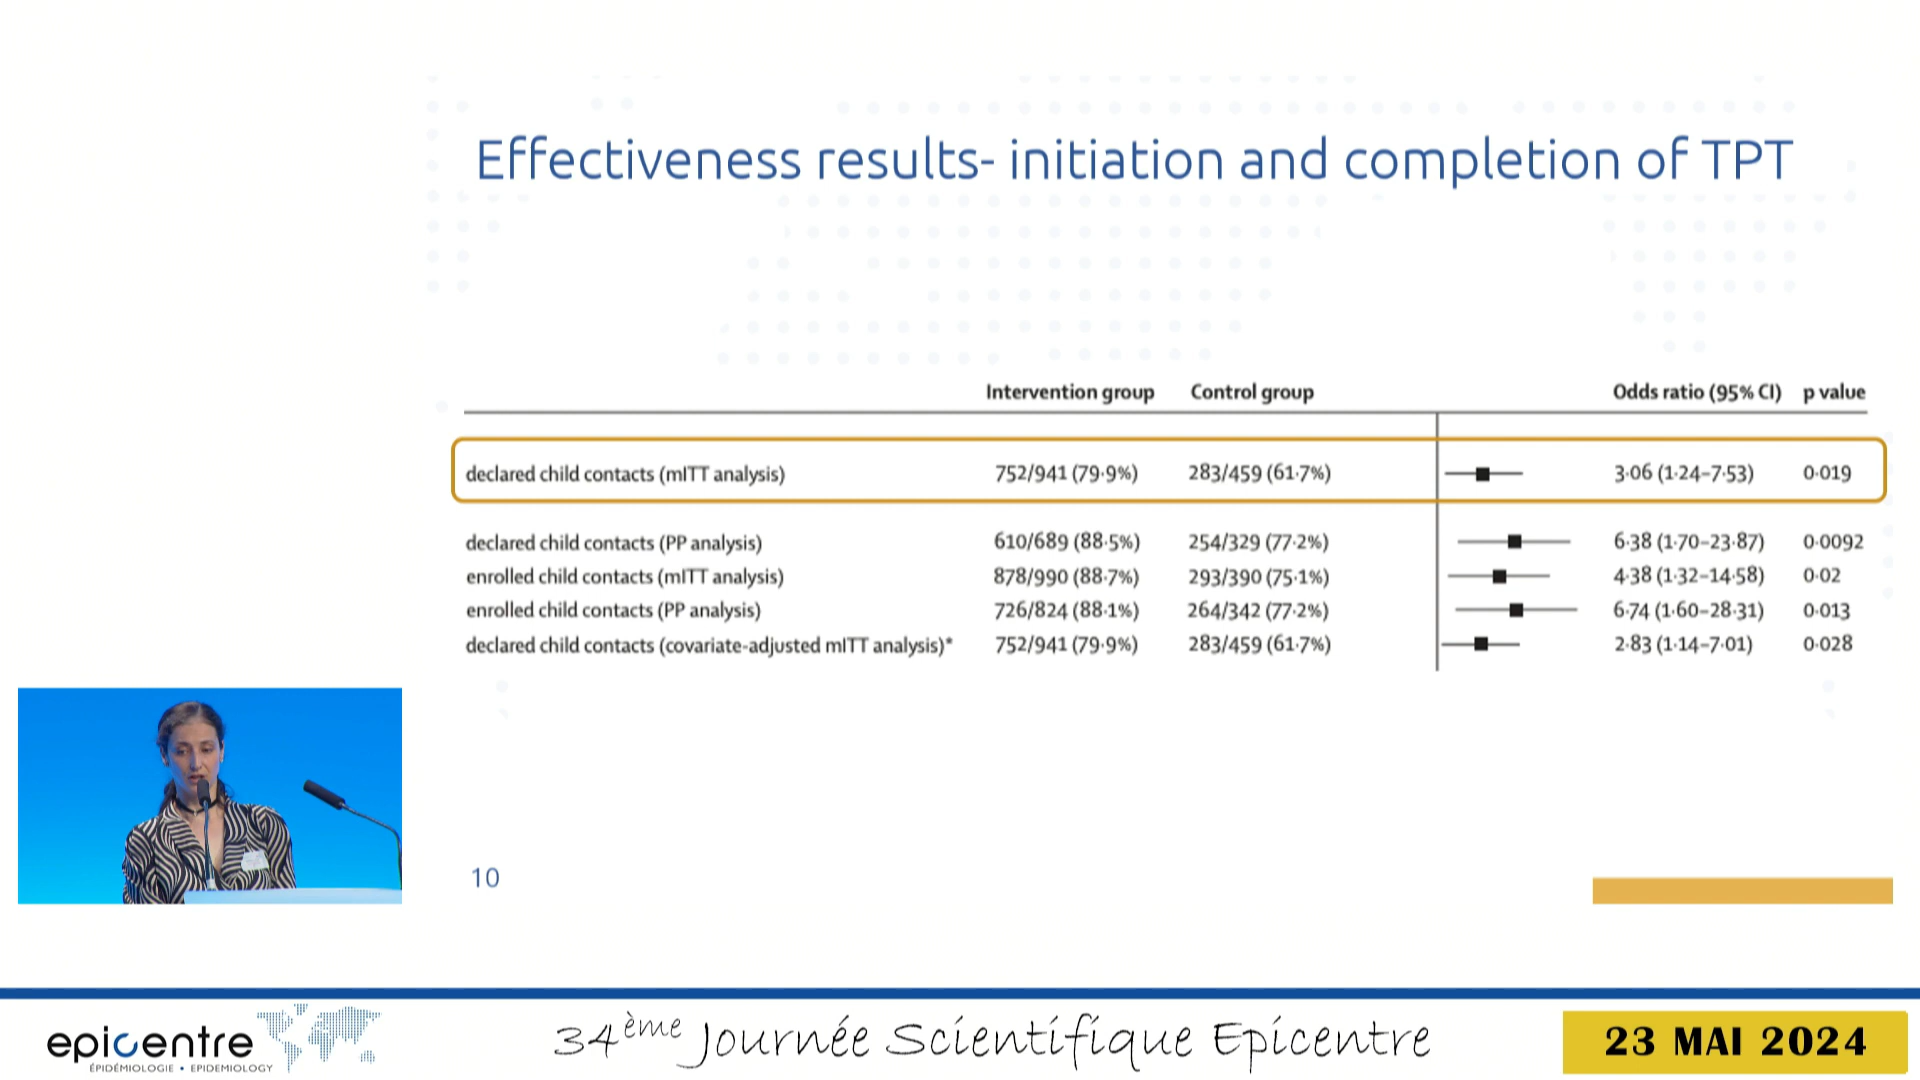 Effectiveness results- initiation and completion of TPT
Intervention group Control group Odds ratio (95% CI) p value
declared child contacts (mITT analysis) 752/941 (79·9%) 283/459 (61·7%) 3·06 (1·24–7·53) 0·019
declared child contacts (PP analysis) 610/689 (88·5%) 254/329 (77·2%) 6·38 (1·70–23·87) 0·0092
enrolled child contacts (mITT analysis) 878/990 (88·7%) 293/390 (75·1%) 4·38 (1·32–14·58) 0·02
enrolled child contacts (PP analysis) 726/824 (88·1%) 264/342 (77·2%) 6·74 (1·60–28·31) 0·013
declared child contacts (covariate-adjusted mITT analysis)* 752/941 (79·9%) 283/459 (61·7%) 2·83 (1·14–7·01) 0·028
10
epicentre
ÉPIDÉMIOLOGIE • EPIDEMIOLOGY
34ème Journée Scientifique Epicentre
23 MAI 2024